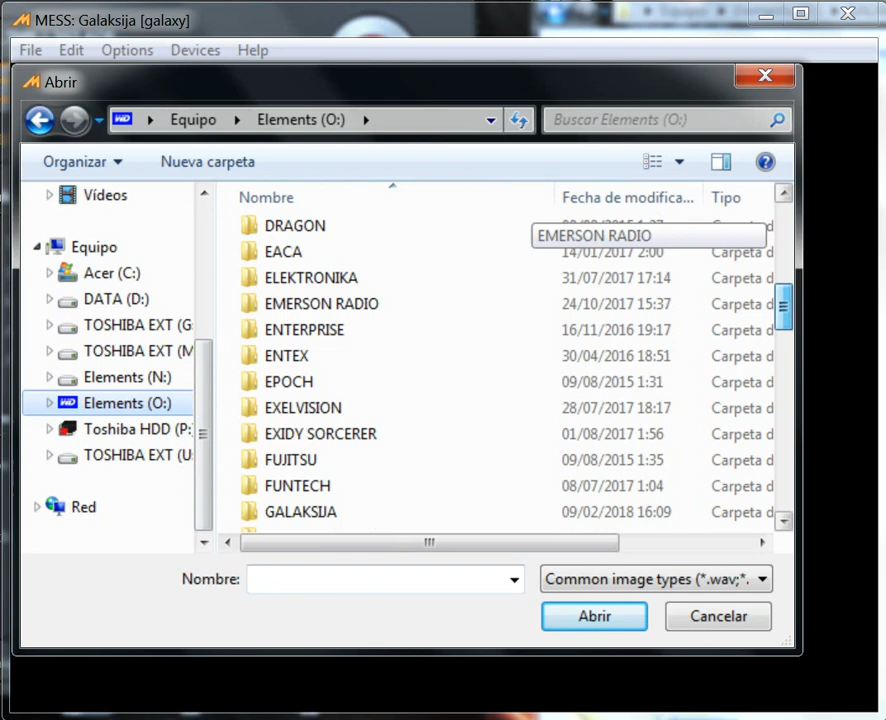 MESS: Galaksija [galaxy]
File Edit Options Devices Help
Abrir
Equipo Elements (O:) Buscar Elements (O:)
Organizar Nueva carpeta
Vídeos
Equipo
Acer (C:)
DATA (D:)
TOSHIBA EXT (G:
TOSHIBA EXT (M
Elements (N:)
Elements (O:)
Toshiba HDD (P:
TOSHIBA EXT (U:
Red
Nombre Fecha de modifica... Tipo
DRAGON Carpeta d
EMERSON RADIO
EACA 14/01/2017 2:00 Carpeta d
ELEKTRONIKA 31/07/2017 17:14 Carpeta d
EMERSON RADIO 24/10/2017 15:37 Carpeta d
ENTERPRISE 16/11/2016 19:17 Carpeta d
ENTEX 30/04/2016 18:51 Carpeta d
EPOCH 09/08/2015 1:31 Carpeta d
EXELVISION 28/07/2017 18:17 Carpeta d
EXIDY SORCERER 01/08/2017 1:56 Carpeta d
FUJITSU 09/08/2015 1:35 Carpeta d
FUNTECH 08/07/2017 1:04 Carpeta d
GALAKSIJA 09/02/2018 16:09 Carpeta d
Nombre: Common image types (*.wav;*.
Abrir Cancelar